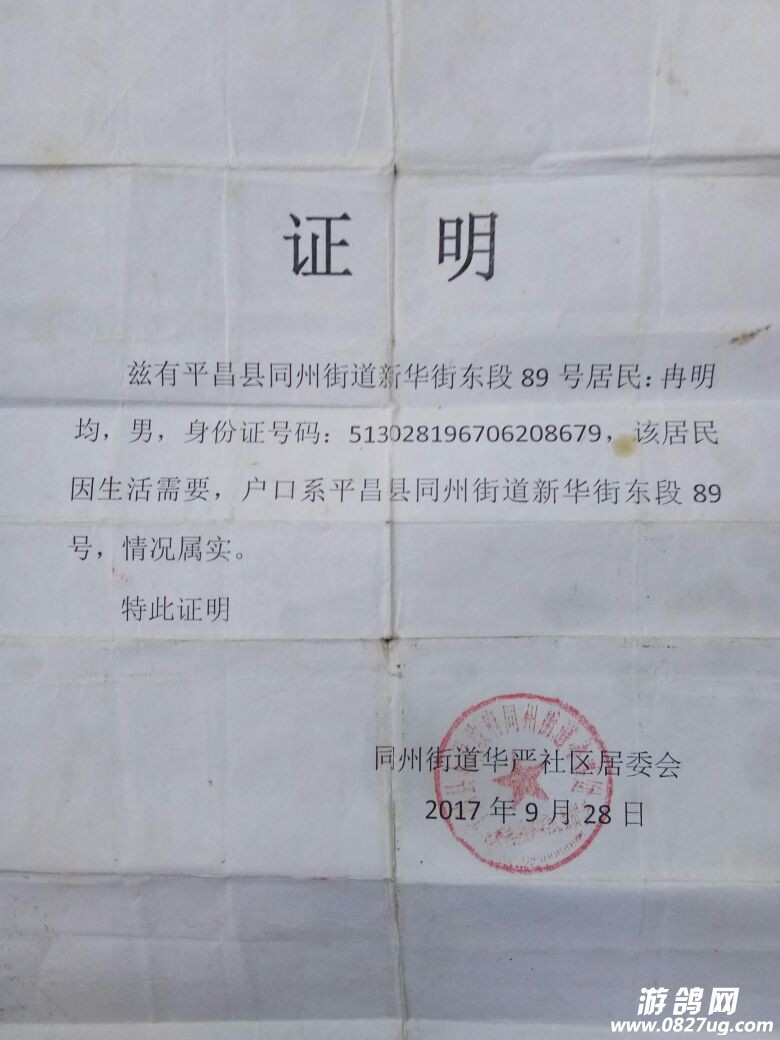 证 明
兹有平昌县同州街道新华街东段 89 号居民：冉明
均，男，身份证号码：513028196706208679，该居民
因生活需要，户口系平昌县同州街道新华街东段 89
号，情况属实。
特此证明
同州街道华严社区居委会
2017 年 9 月 28 日
游鸽网
www.0827ug.com